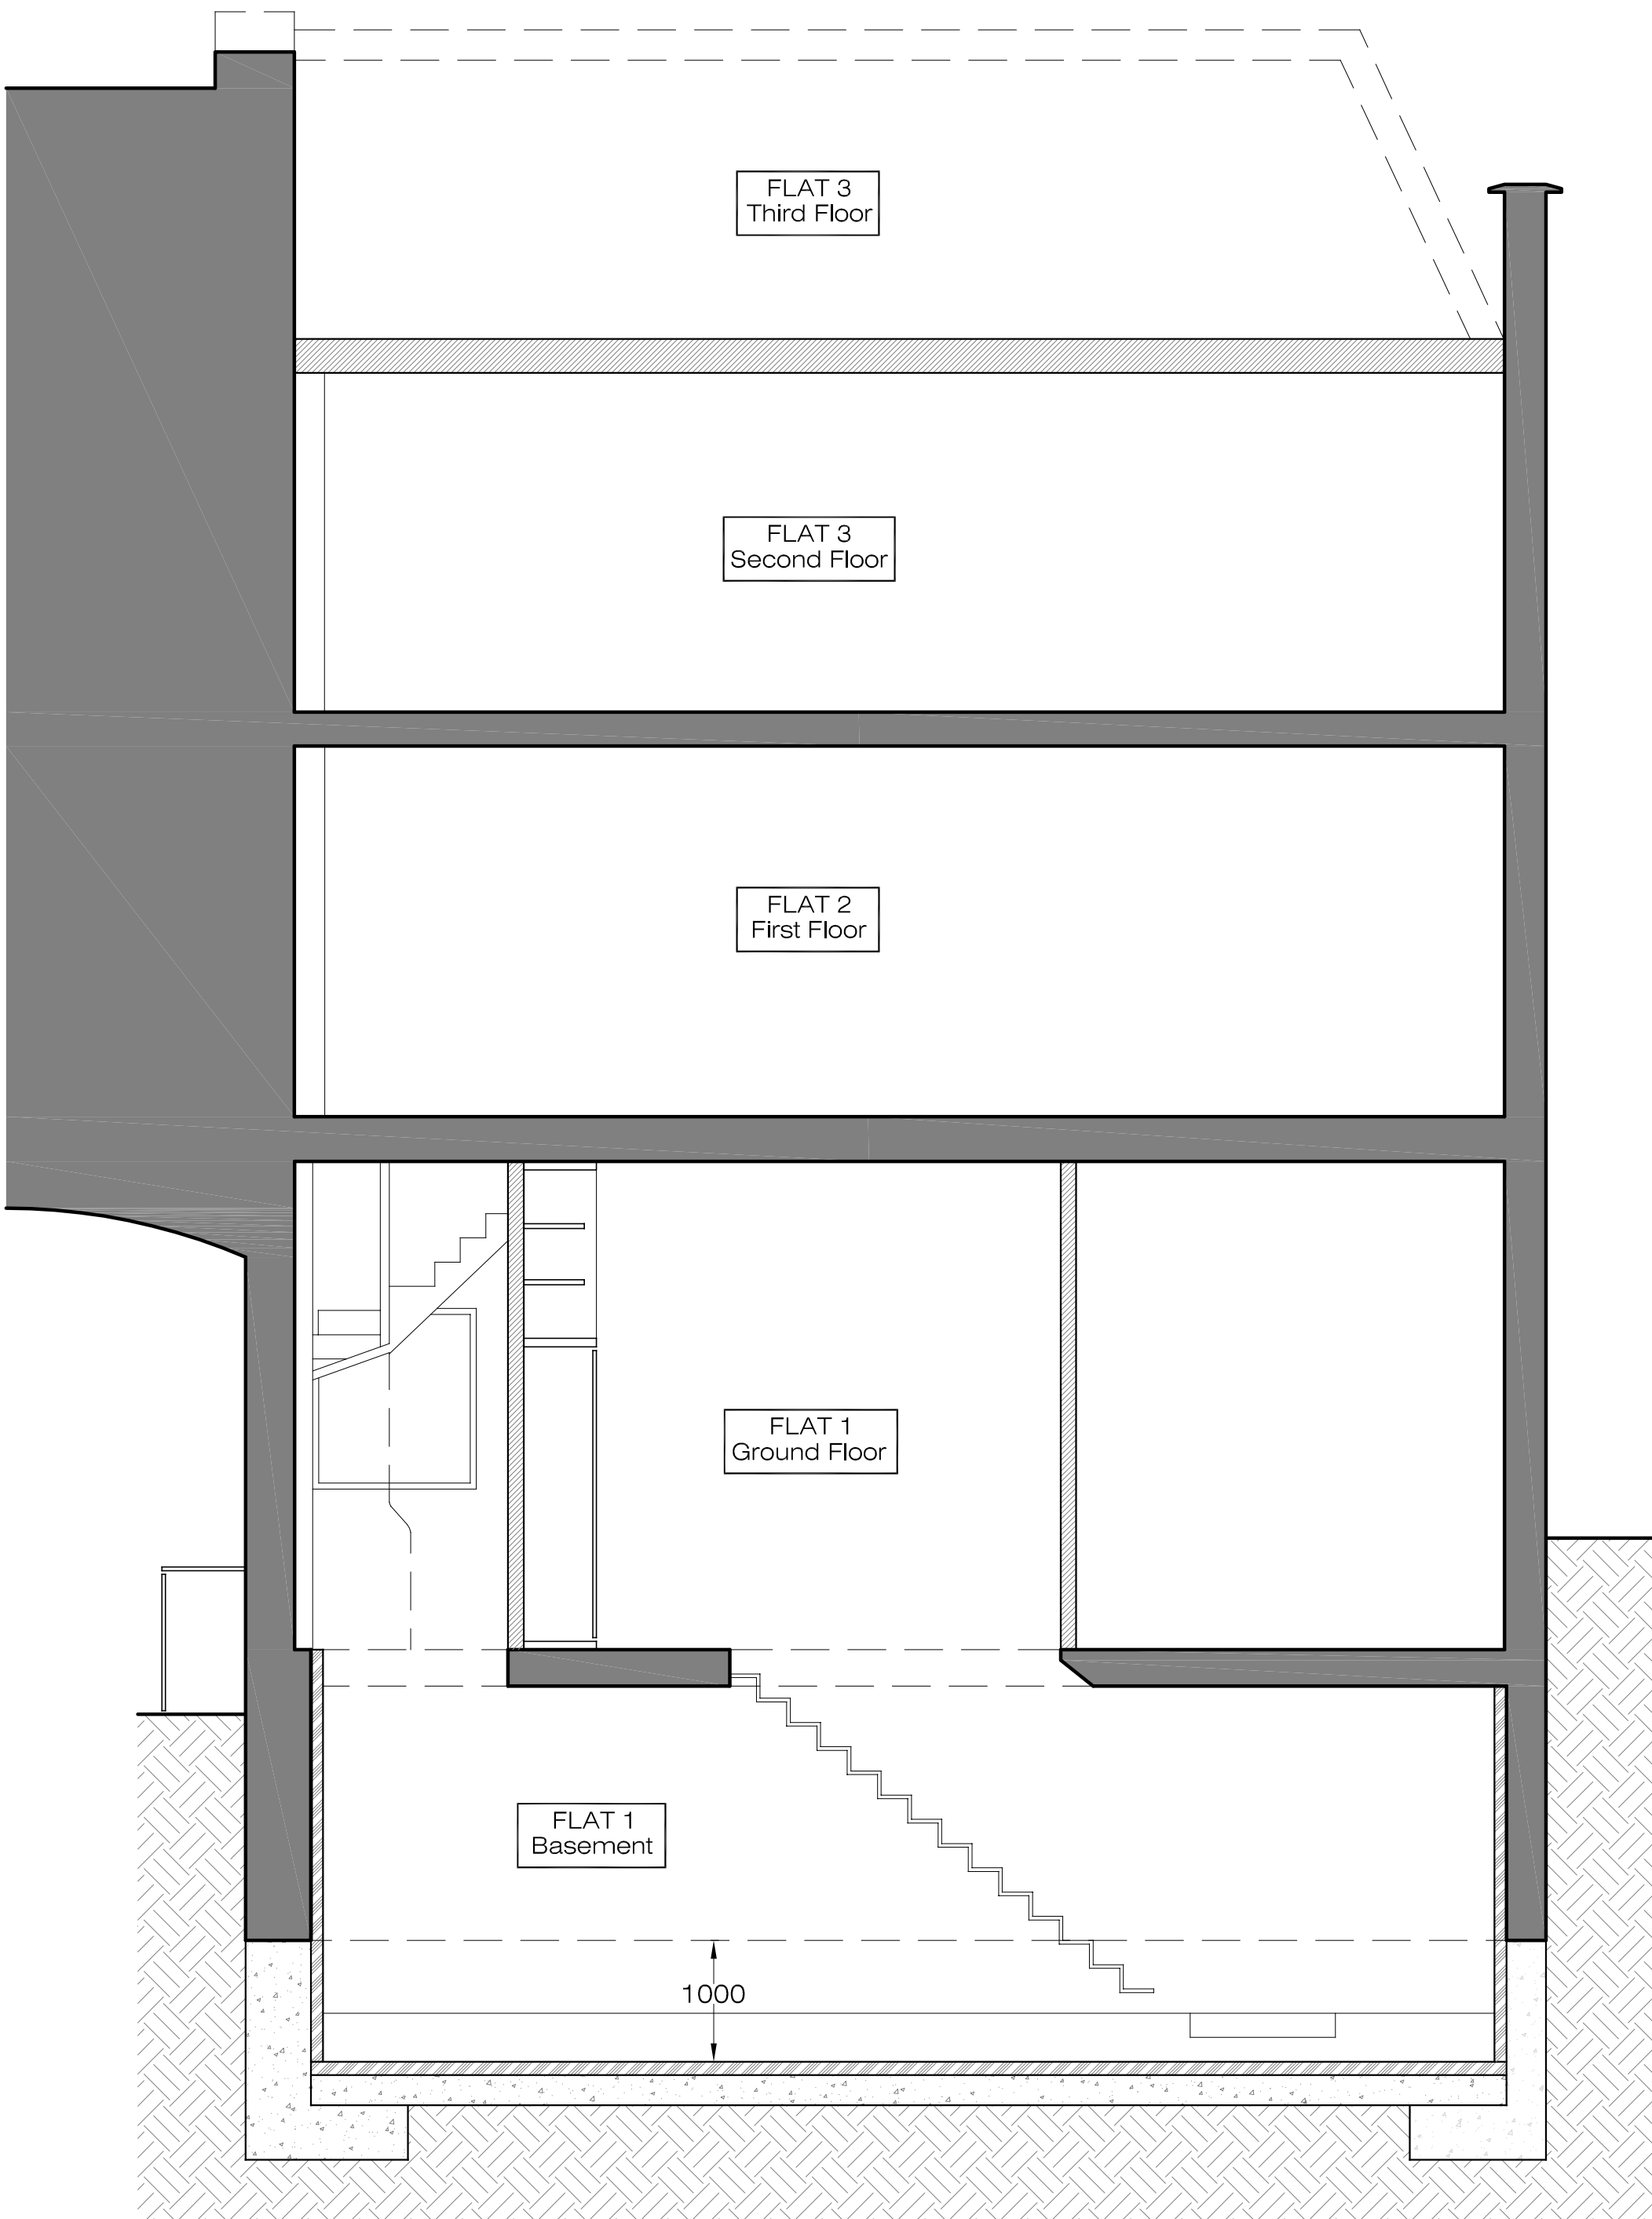 FLAT 3
Third Floor
FLAT 3
Second Floor
FLAT 2
First Floor
FLAT 1
Ground Floor
FLAT 1
Basement
1000